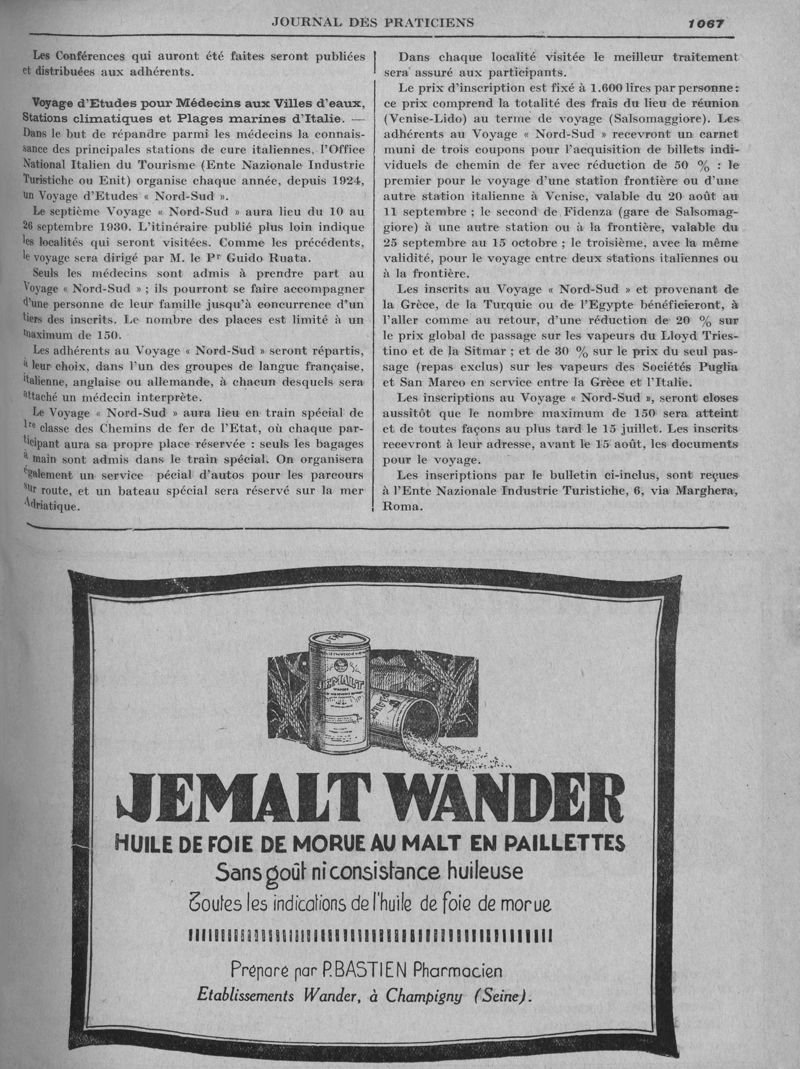 JOURNAL DES PRATICIENS 1067
Les Conférences qui auront été faites seront publiées
et distribuées aux adhérents.
Voyage d'Etudes pour Médecins aux Villes d'eaux,
Stations climatiques et Plages marines d'Italie. —
Dans le but de répandre parmi les médecins la connais-
sance des principales stations de cure italiennes, l'Office
National Italien du Tourisme (Ente Nazionale Industrie
Turistiche ou Enit) organise chaque année, depuis 1924,
un Voyage d'Etudes « Nord-Sud ».
Le septième Voyage « Nord-Sud » aura lieu du 10 au
26 septembre 1930. L'itinéraire publié plus loin indique
les localités qui seront visitées. Comme les précédents,
le voyage sera dirigé par M. le Pr Guido Ruata.
Seuls les médecins sont admis à prendre part au
Voyage « Nord-Sud » ; ils pourront se faire accompagner
d'une personne de leur famille jusqu'à concurrence d'un
tiers des inscrits. Le nombre des places est limité à un
maximum de 150.
Les adhérents au Voyage « Nord-Sud » seront répartis,
à leur choix, dans l'un des groupes de langue française,
italienne, anglaise ou allemande, à chacun desquels sera
attaché un médecin interprète.
Le Voyage « Nord-Sud » aura lieu en train spécial de
1re classe des Chemins de fer de l'Etat, où chaque par-
ticipant aura sa propre place réservée : seuls les bagages
à main sont admis dans le train spécial. On organisera
également un service pécial d'autos pour les parcours
sur route, et un bateau spécial sera réservé sur la mer
Adriatique.
Dans chaque localité visitée le meilleur traitement
sera assuré aux participants.
Le prix d'inscription est fixé à 1.600 lires par personne :
ce prix comprend la totalité des frais du lieu de réunion
(Venise-Lido) au terme de voyage (Salsomaggiore). Les
adhérents au Voyage « Nord-Sud » recevront un carnet
muni de trois coupons pour l'acquisition de billets indi-
viduels de chemin de fer avec réduction de 50 % : le
premier pour le voyage d'une station frontière ou d'une
autre station italienne à Venise, valable du 20 août au
11 septembre ; le second de Fidenza (gare de Salsomag-
giore) à une autre station ou à la frontière, valable du
25 septembre au 15 octobre ; le troisième, avec la même
validité, pour le voyage entre deux stations italiennes ou
à la frontière.
Les inscrits au Voyage « Nord-Sud » et provenant de
la Grèce, de la Turquie ou de l'Egypte bénéficieront, à
l'aller comme au retour, d'une réduction de 20 % sur
le prix global de passage sur les vapeurs du Lloyd Tries-
tino et de la Sitmar ; et de 30 % sur le prix du seul pas-
sage (repas exclus) sur les vapeurs des Sociétés Puglia
et San Marco en service entre la Grèce et l'Italie.
Les inscriptions au Voyage « Nord-Sud », seront closes
aussitôt que le nombre maximum de 150 sera atteint
et de toutes façons au plus tard le 15 juillet. Les inscrits
recevront à leur adresse, avant le 15 août, les documents
pour le voyage.
Les inscriptions par le bulletin ci-inclus, sont reçues
à l'Ente Nazionale Industrie Turistiche, 6, via Marghera,
Roma.
JEMALT
JEMALT WANDER
HUILE DE FOIE DE MORUE AU MALT EN PAILLETTES
Sans goût ni consistance huileuse
Toutes les indications de l'huile de foie de morue
Préparé par P. BASTIEN Pharmacien
Etablissements Wander, à Champigny (Seine).